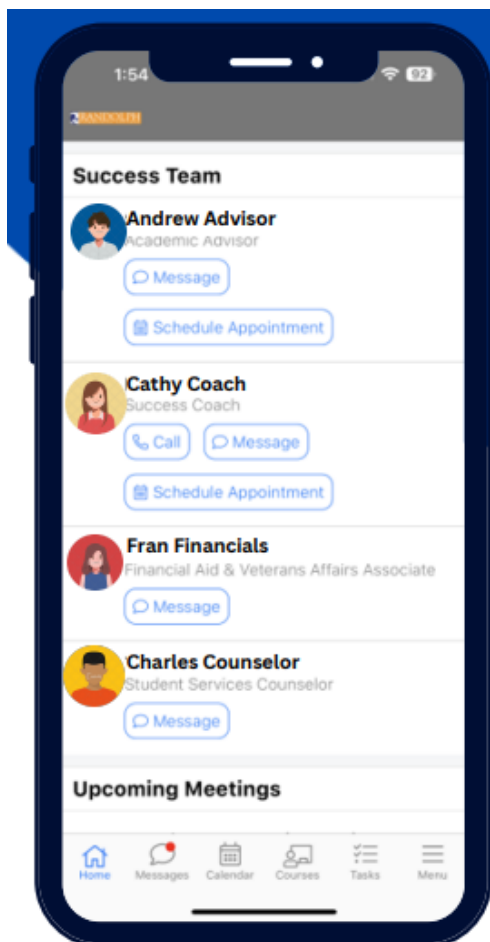 1:54
92
RANDOLPH
Success Team
Andrew Advisor
Academic Advisor
Message
Schedule Appointment
Cathy Coach
Success Coach
Call Message
Schedule Appointment
Fran Financials
Financial Aid & Veterans Affairs Associate
Message
Charles Counselor
Student Services Counselor
Message
Upcoming Meetings
Home Messages Calendar Courses Tasks Menu